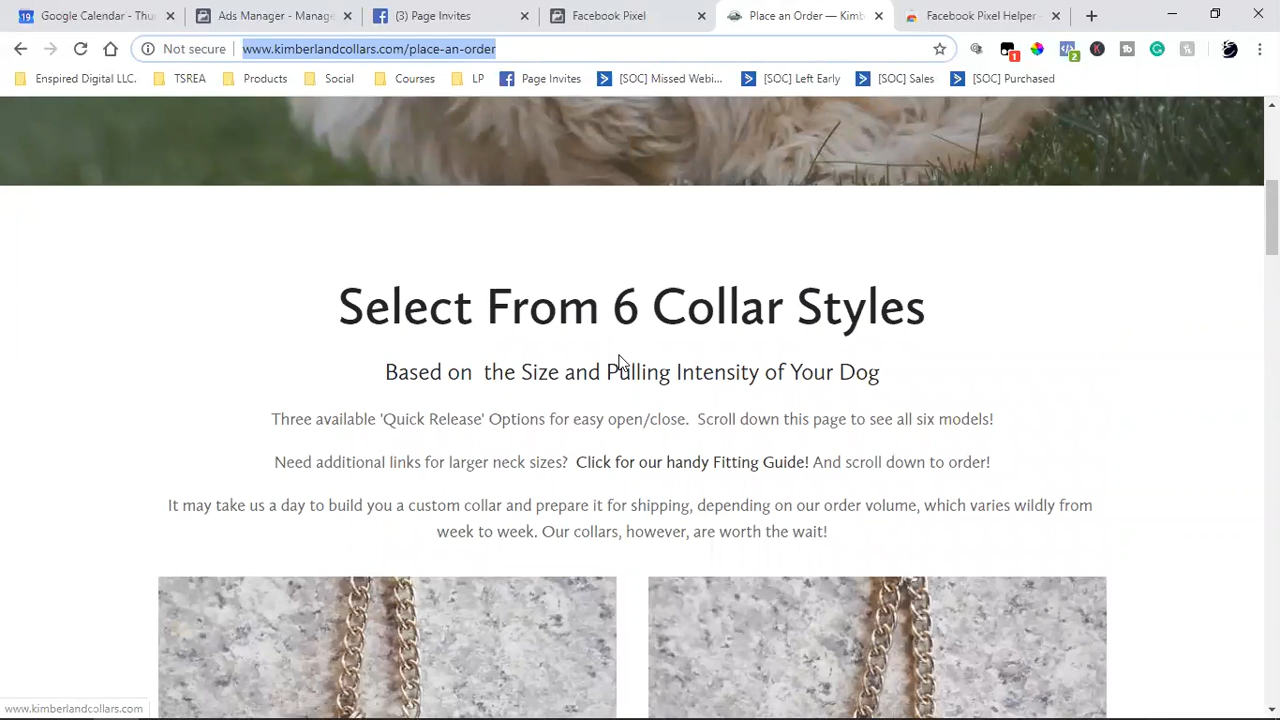 19 Google Calendar - Thu
Ads Manager - Manage
(3) Page Invites
Facebook Pixel
Place an Order — Kimb
Facebook Pixel Helper -
Not secure
www.kimberlandcollars.com/place-an-order
1
2
Enspired Digital LLC.
TSREA
Products
Social
Courses
LP
Page Invites
[SOC] Missed Webi...
[SOC] Left Early
[SOC] Sales
[SOC] Purchased
Select From 6 Collar Styles
Based on the Size and Pulling Intensity of Your Dog
Three available 'Quick Release' Options for easy open/close. Scroll down this page to see all six models!
Need additional links for larger neck sizes? Click for our handy Fitting Guide! And scroll down to order!
It may take us a day to build you a custom collar and prepare it for shipping, depending on our order volume, which varies wildly from
week to week. Our collars, however, are worth the wait!
www.kimberlandcollars.com